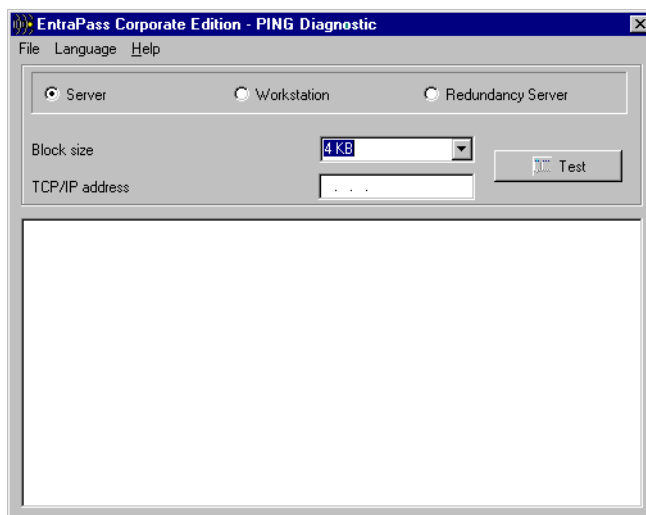 EntraPass Corporate Edition - PING Diagnostic
File Language Help
Server Workstation Redundancy Server
Block size 4 KB
Test
TCP/IP address . . .